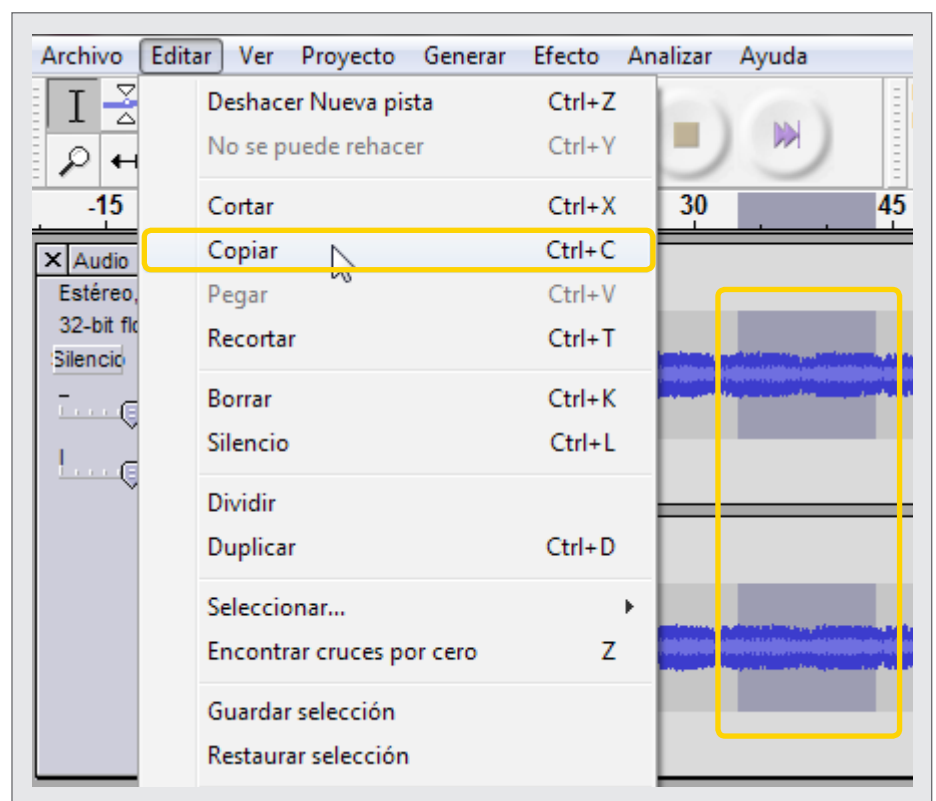 Archivo Editar Ver Proyecto Generar Efecto Analizar Ayuda
Deshacer Nueva pista Ctrl+Z
No se puede rehacer Ctrl+Y
-15 30 45
Cortar Ctrl+X
Copiar Ctrl+C
X Audio
Pegar Ctrl+V
Estéreo,
32-bit flo
Recortar Ctrl+T
Silencio
Borrar Ctrl+K
Silencio Ctrl+L
Dividir
Duplicar Ctrl+D
Seleccionar...
Encontrar cruces por cero Z
Guardar selección
Restaurar selección